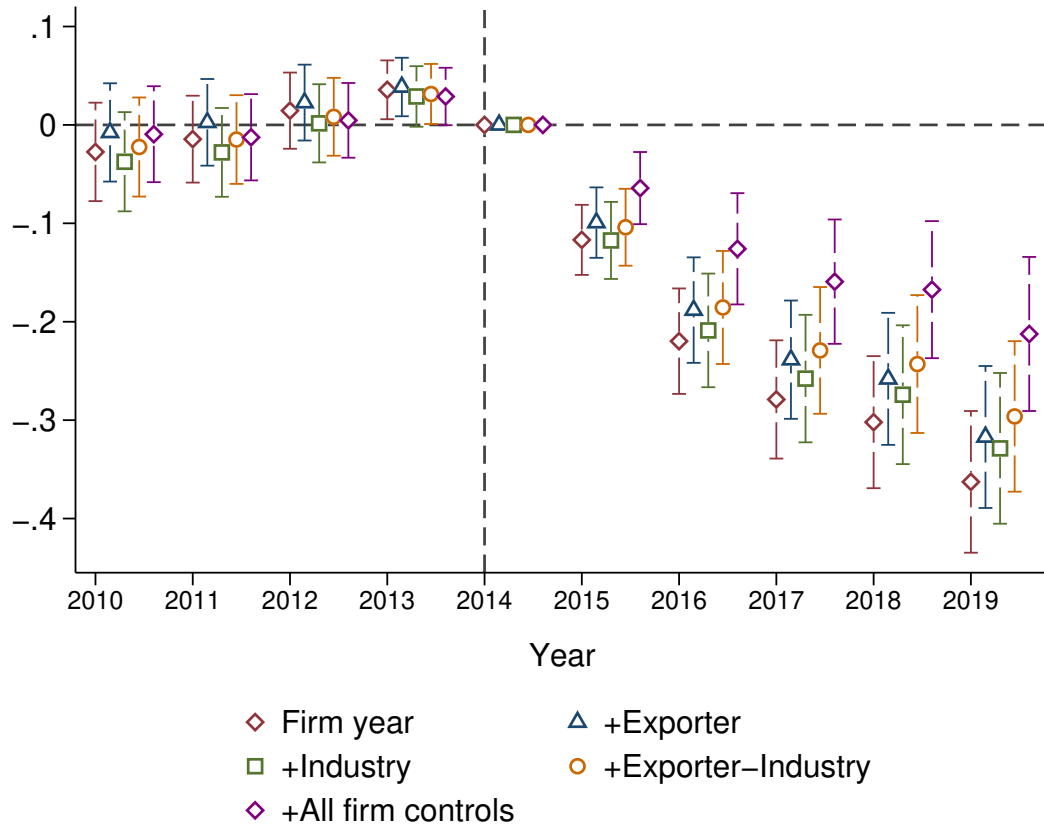 .1
0
−.1
−.2
−.3
−.4
2010 2011 2012 2013 2014 2015 2016 2017 2018 2019
Year
Firm year +Exporter
+Industry +Exporter−Industry
+All firm controls